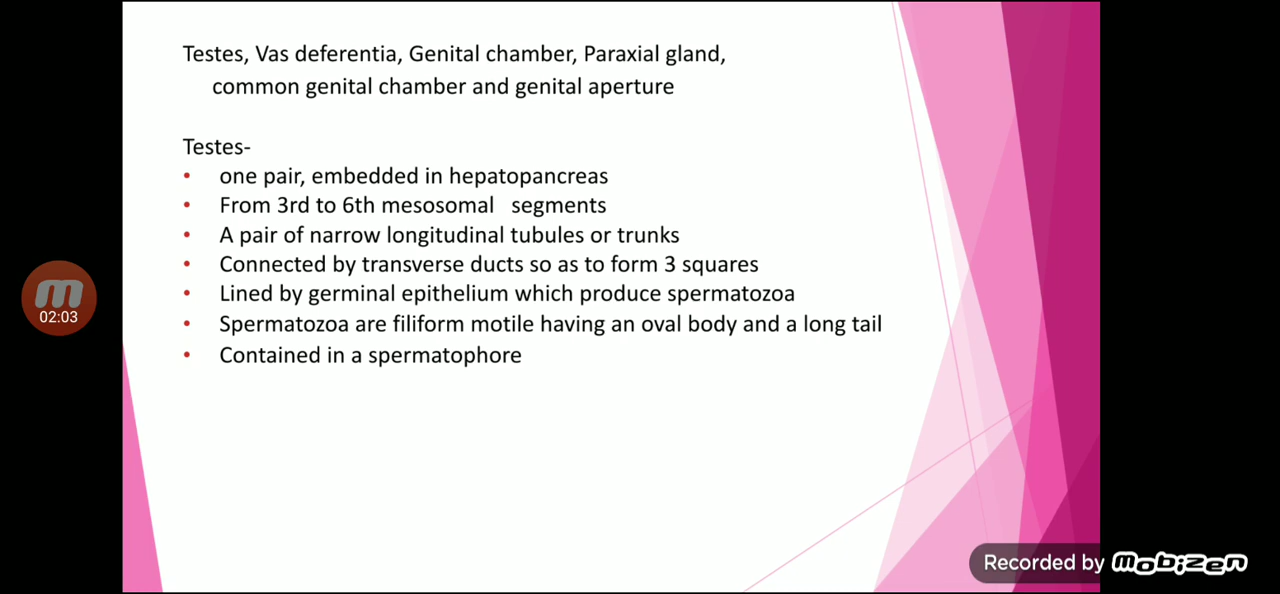 Testes, Vas deferentia, Genital chamber, Paraxial gland,
common genital chamber and genital aperture
Testes-
• one pair, embedded in hepatopancreas
• From 3rd to 6th mesosomal segments
• A pair of narrow longitudinal tubules or trunks
• Connected by transverse ducts so as to form 3 squares
• Lined by germinal epithelium which produce spermatozoa
• Spermatozoa are filiform motile having an oval body and a long tail
• Contained in a spermatophore
02:03
Recorded by Mobizen